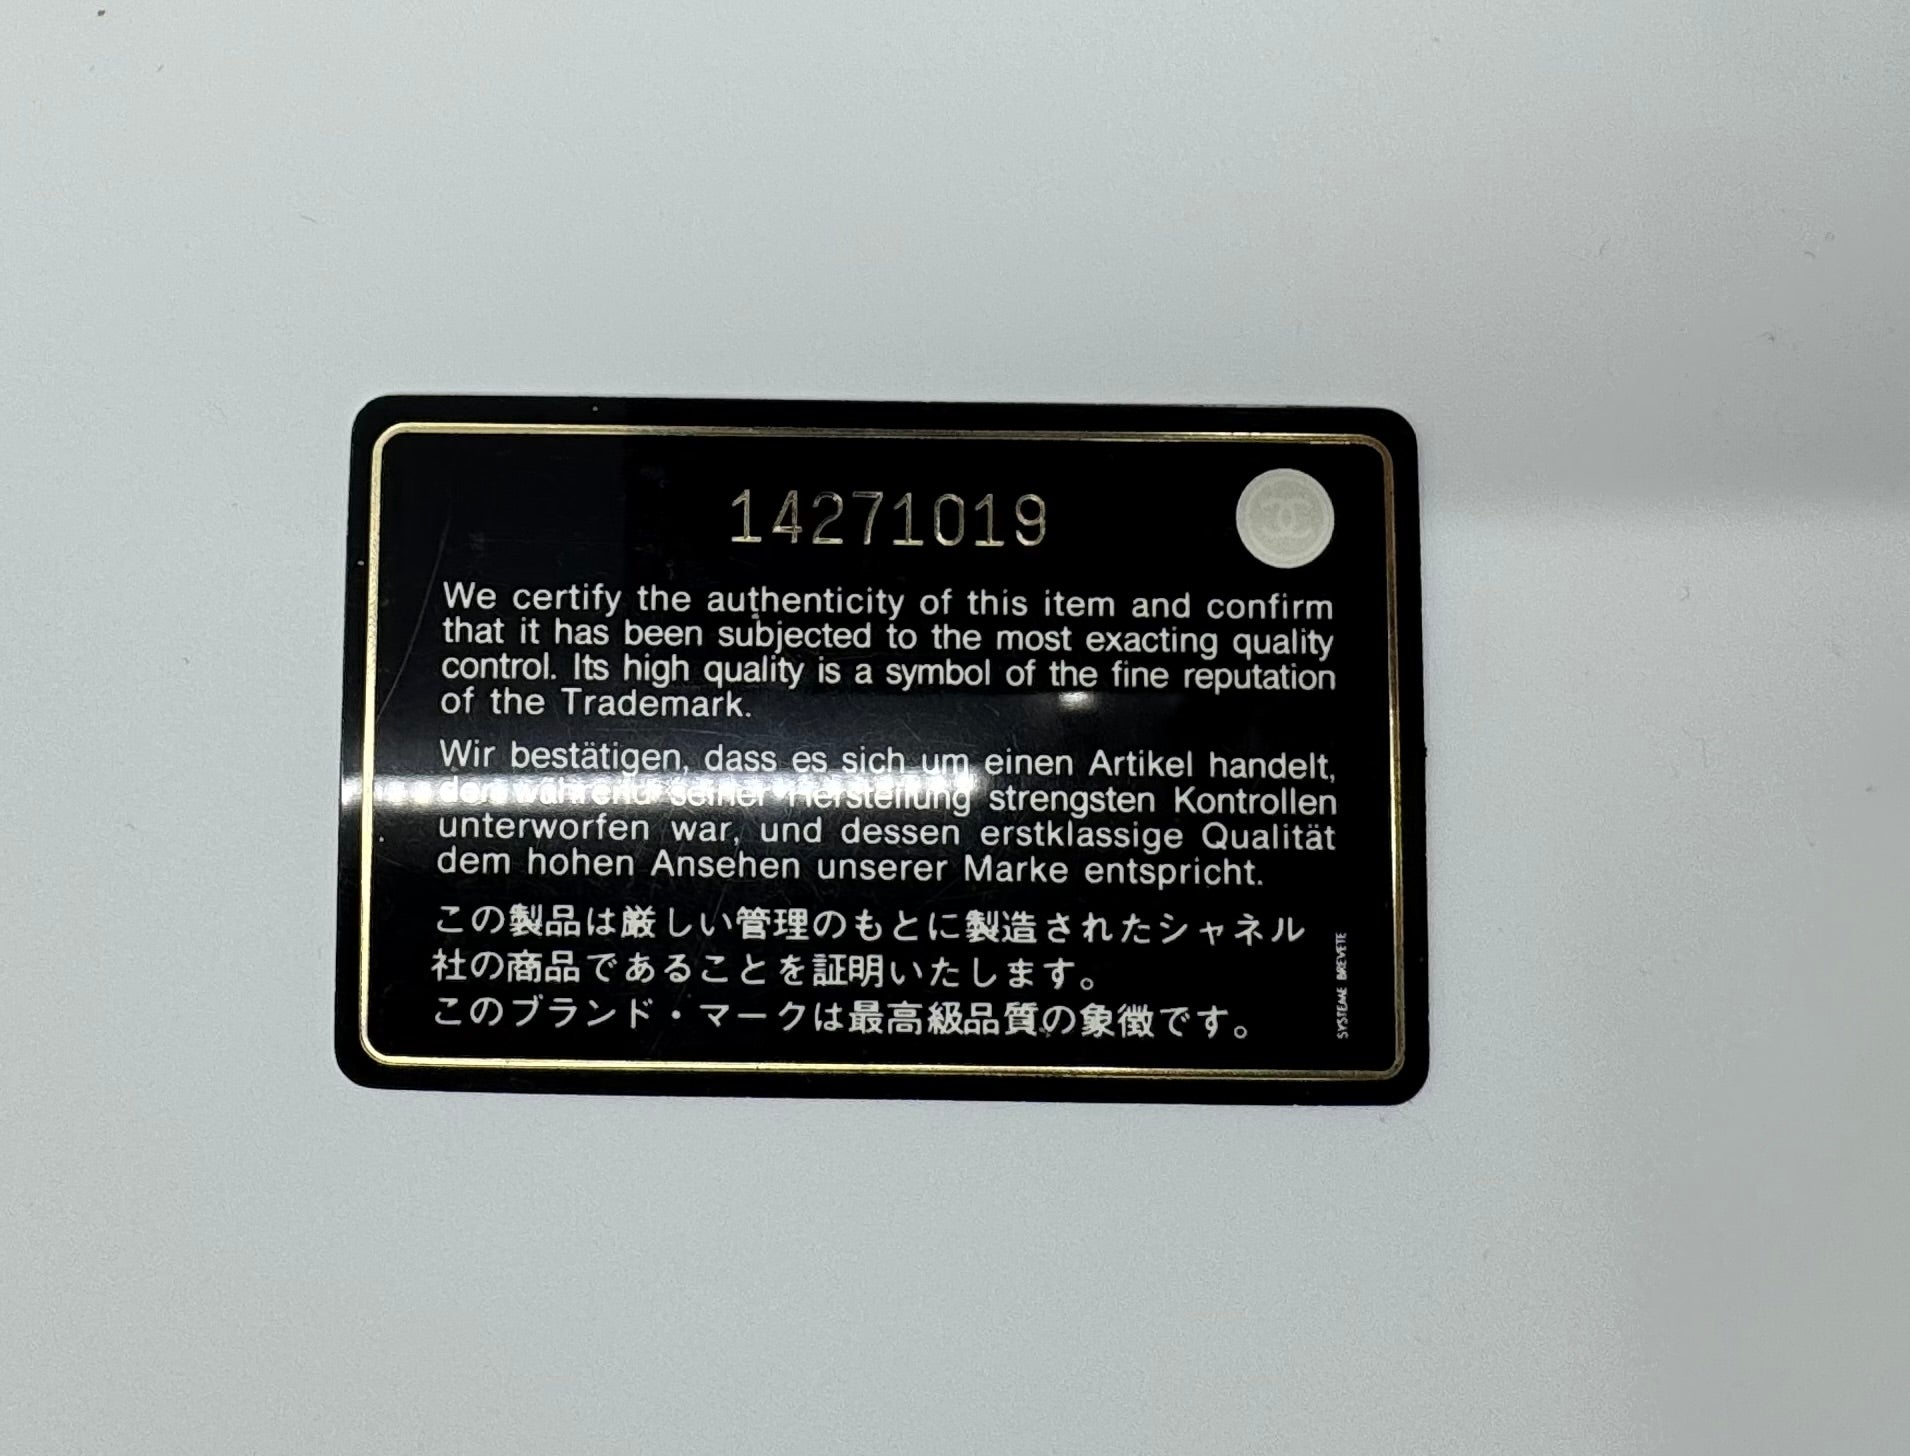 14271019
We certify the authenticity of this item and confirm
that it has been subjected to the most exacting quality
control. Its high quality is a symbol of the fine reputation
of the Trademark.
Wir bestätigen, dass es sich um einen Artikel handelt,
der während seiner Herstellung strengsten Kontrollen
unterworfen war, und dessen erstklassige Qualität
dem hohen Ansehen unserer Marke entspricht.
この製品は厳しい管理のもとに製造されたシャネル
社の商品であることを証明いたします。
このブランド・マークは最高級品質の象徴です。
SYSTEME BREVETE